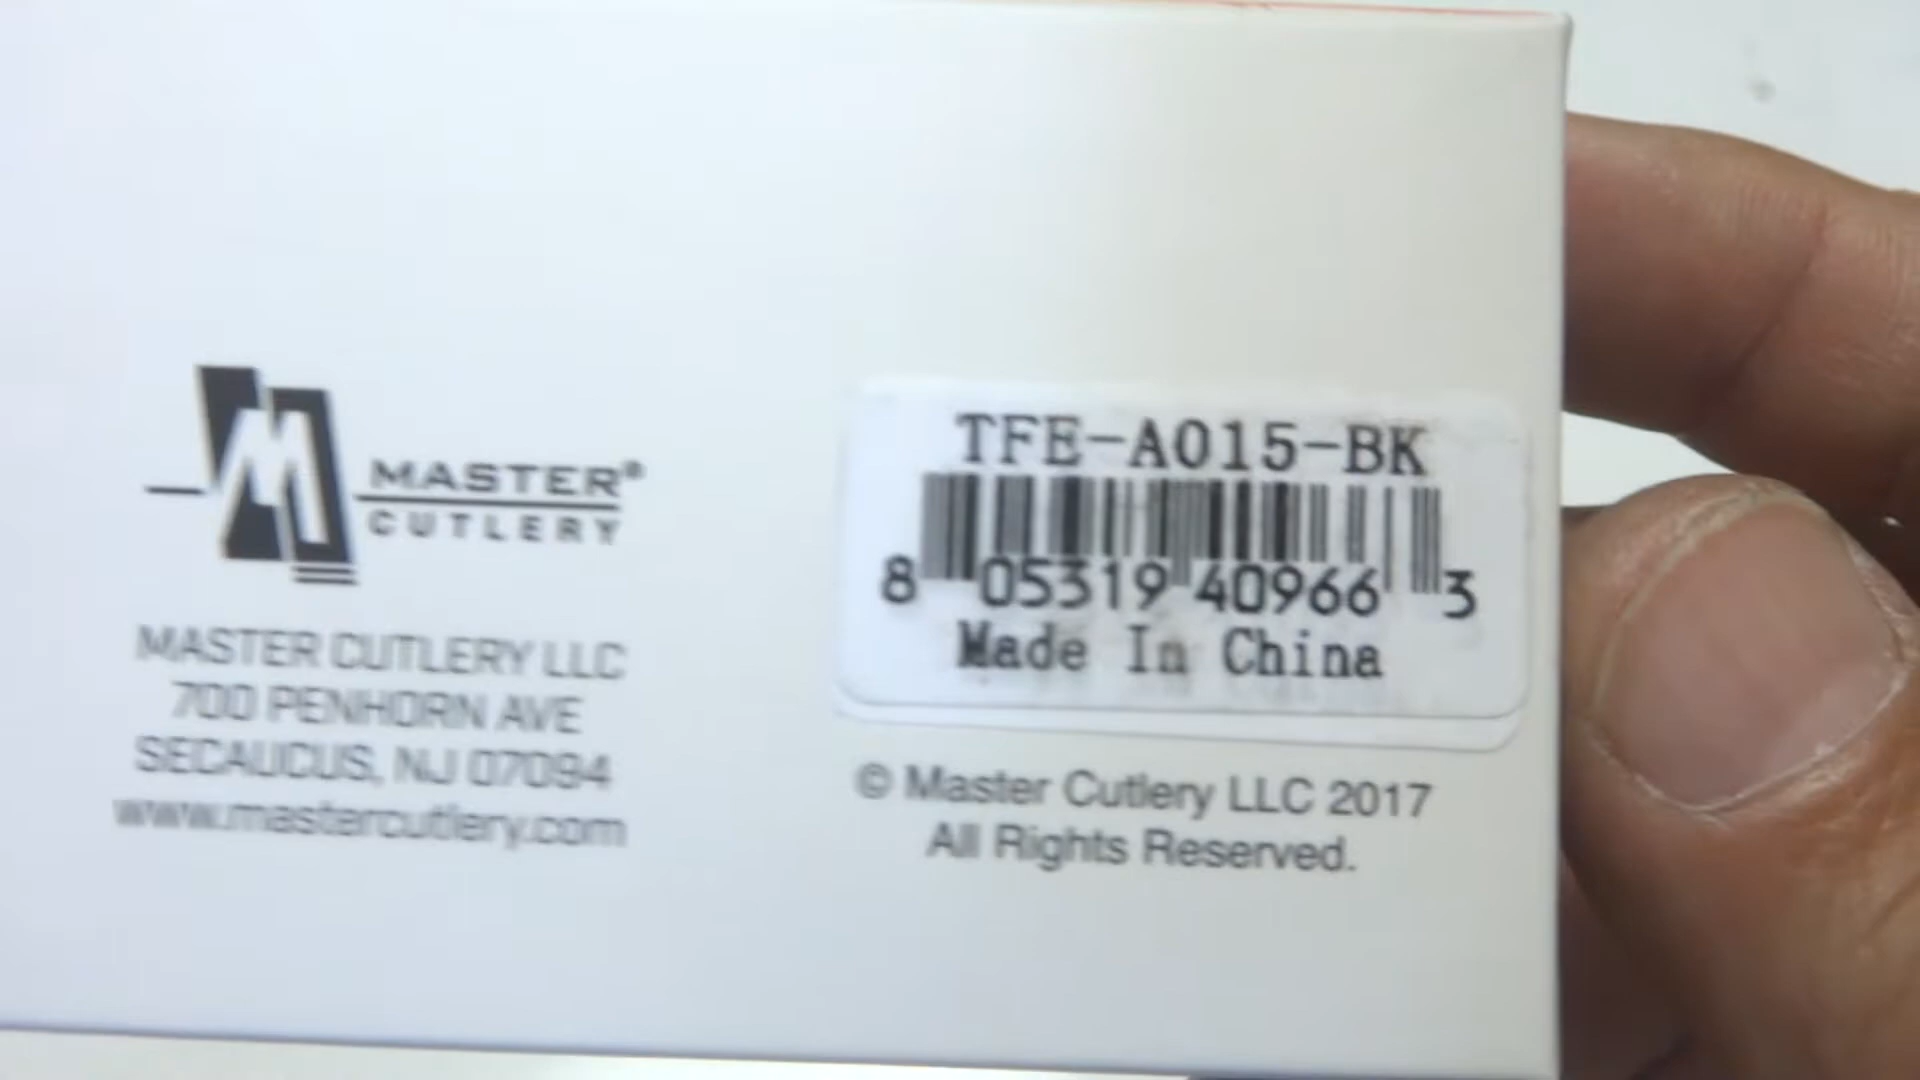 MASTER®
CUTLERY
MASTER CUTLERY LLC
700 PENHORN AVE
SECAUCUS, NJ 07094
www.mastercutlery.com
TFE-A015-BK
8 05319 40966 3
Made In China
© Master Cutlery LLC 2017
All Rights Reserved.